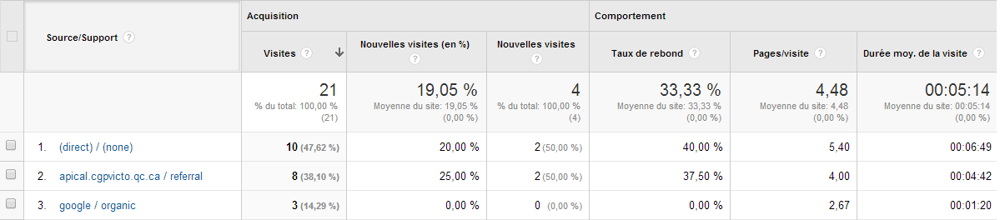 Acquisition Comportement
Source/Support ? Visites ? Nouvelles visites (en %) ? Nouvelles visites ? Taux de rebond ? Pages/visite ? Durée moy. de la visite ?
21 19,05 % 4 33,33 % 4,48 00:05:14
% du total: 100,00 % Moyenne du site: 19,05 % % du total: 100,00 % Moyenne du site: 33,33 % Moyenne du site: 4,48 Moyenne du site: 00:05:14
(21) (0,00 %) (4) (0,00 %) (0,00 %) (0,00 %)
1. (direct) / (none) 10 (47,62 %) 20,00 % 2 (50,00 %) 40,00 % 5,40 00:06:49
2. apical.cgpvicto.qc.ca / referral 8 (38,10 %) 25,00 % 2 (50,00 %) 37,50 % 4,00 00:04:42
3. google / organic 3 (14,29 %) 0,00 % 0 (0,00 %) 0,00 % 2,67 00:01:20